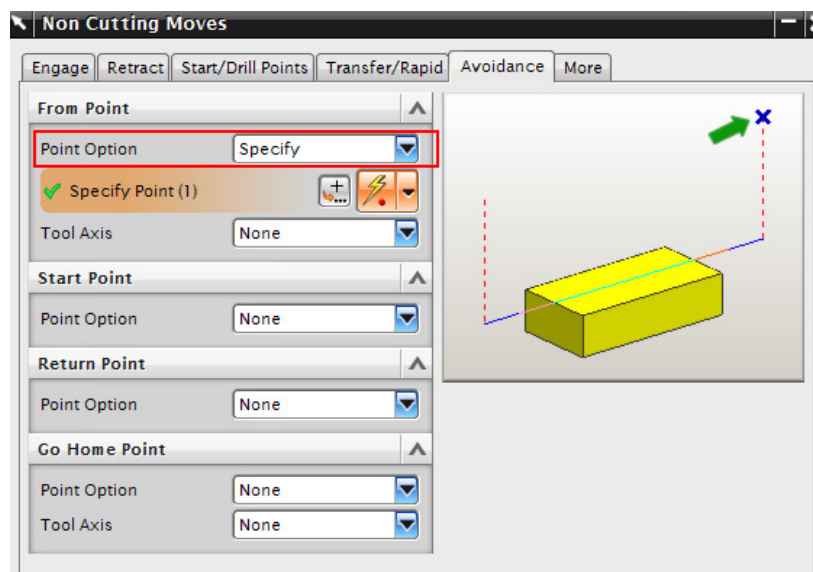 Non Cutting Moves
Engage Retract Start/Drill Points Transfer/Rapid Avoidance More
From Point
Point Option Specify
Specify Point (1)
Tool Axis None
Start Point
Point Option None
Return Point
Point Option None
Go Home Point
Point Option None
Tool Axis None